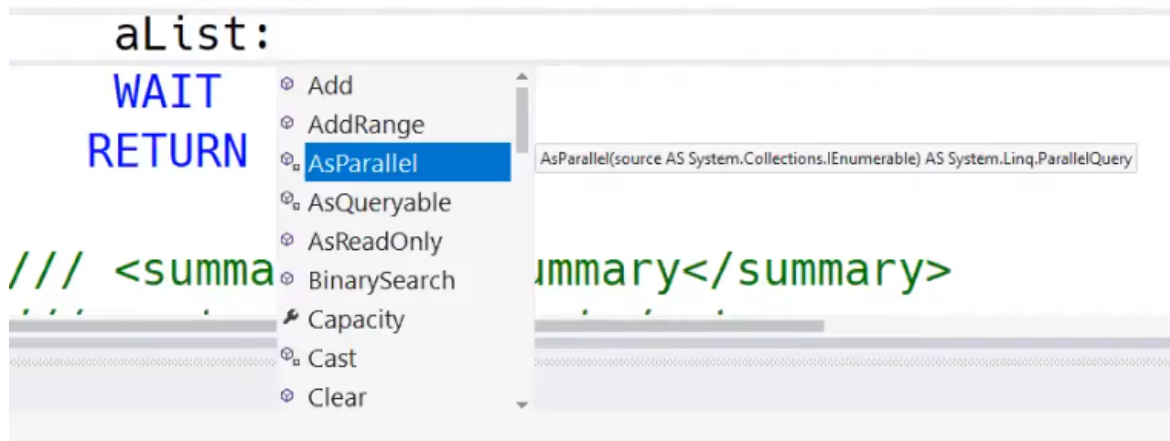 aList:
WAIT
RETURN
Add
AddRange
AsParallel
AsParallel(source AS System.Collections.IEnumerable) AS System.Linq.ParallelQuery
AsQueryable
AsReadOnly
BinarySearch
Capacity
Cast
Clear
/// <summa ummary</summary>
///